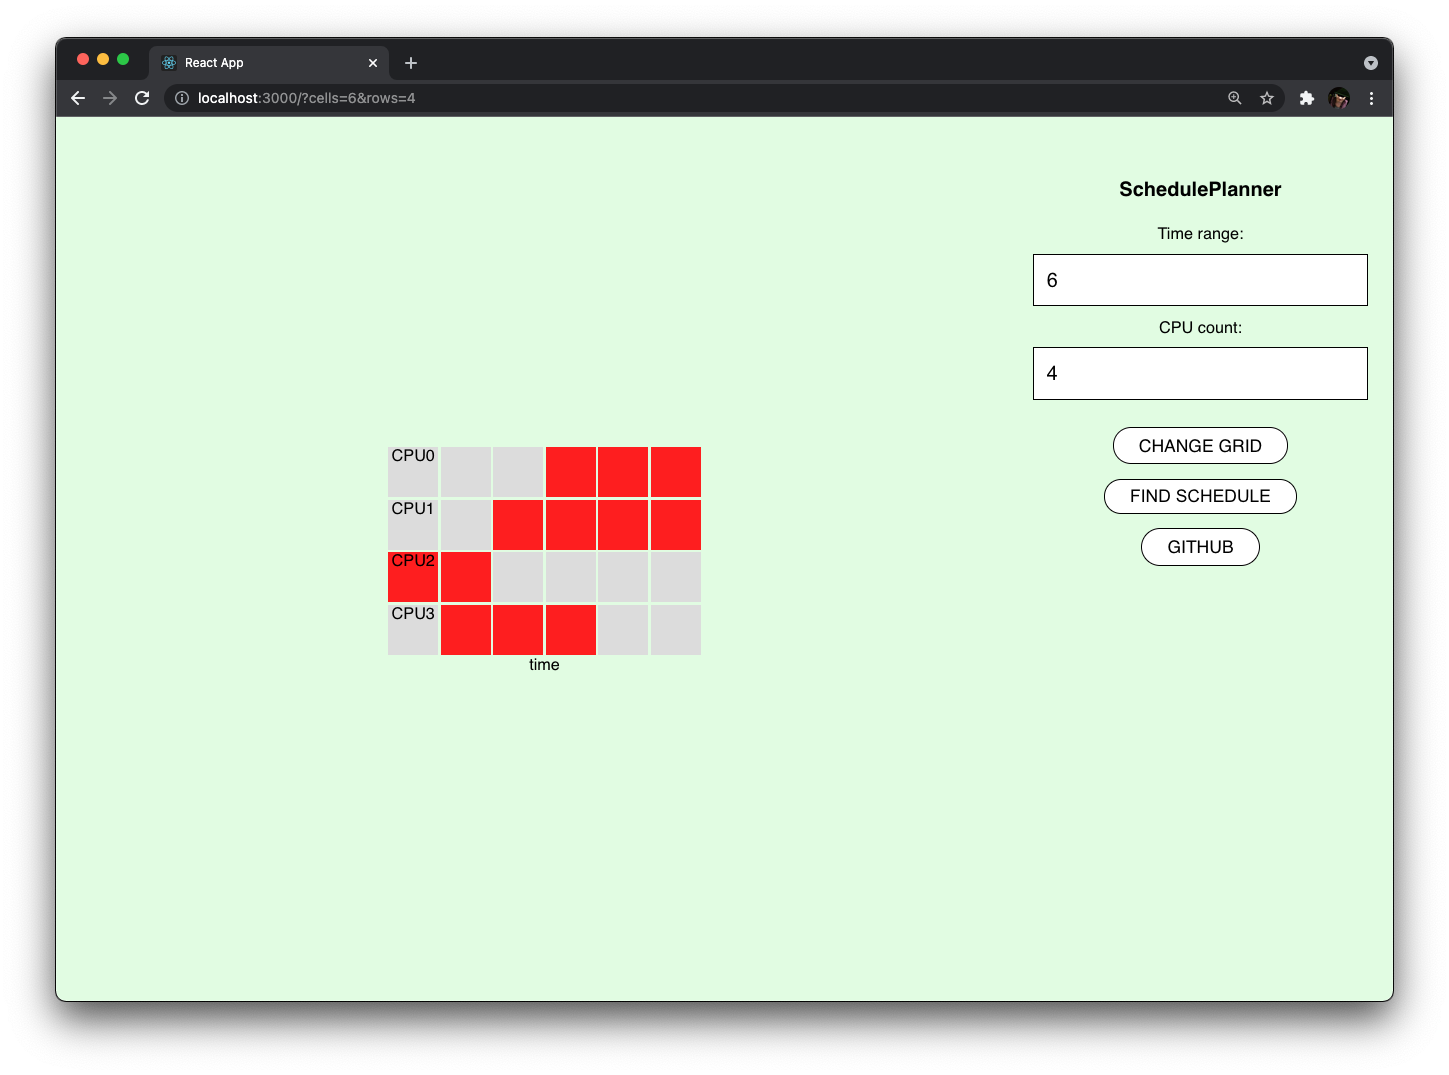 React App
localhost:3000/?cells=6&rows=4
SchedulePlanner
Time range:
6
CPU count:
4
CHANGE GRID
FIND SCHEDULE
GITHUB
CPU0
CPU1
CPU2
CPU3
time